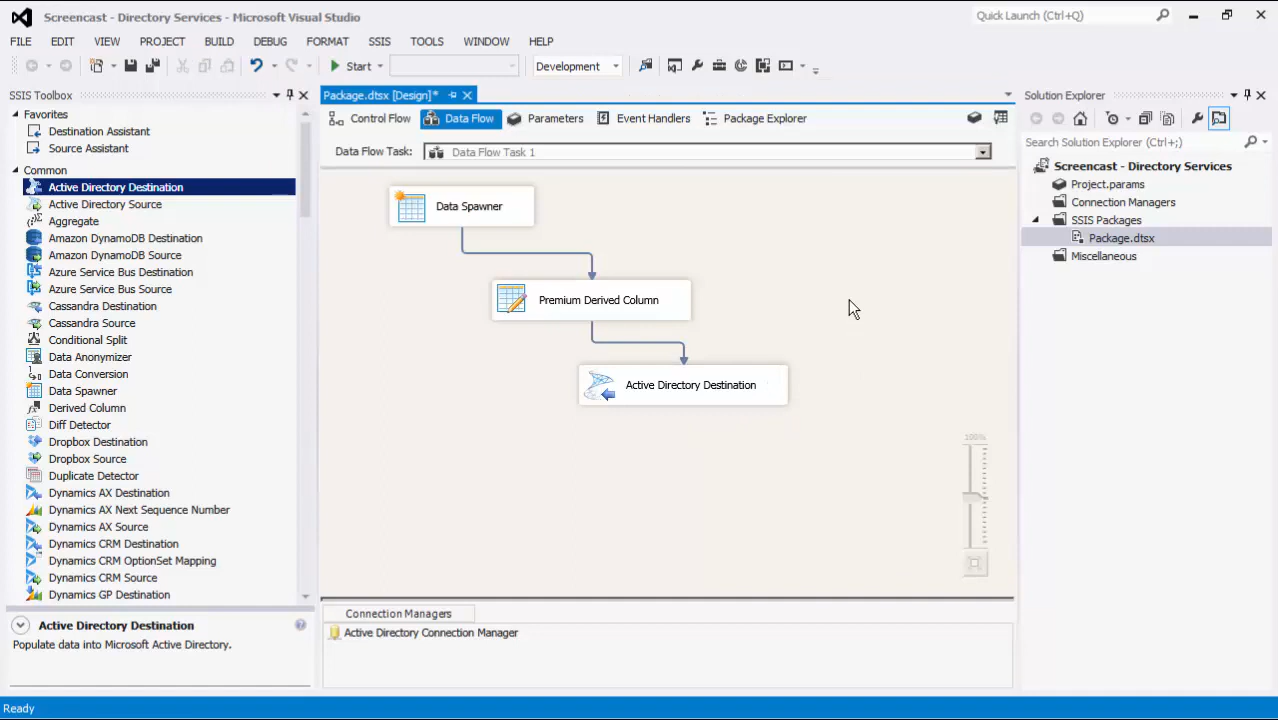 Screencast - Directory Services - Microsoft Visual Studio
Quick Launch (Ctrl+Q)
FILE EDIT VIEW PROJECT BUILD DEBUG FORMAT SSIS TOOLS WINDOW HELP
Start
Development
SSIS Toolbox
Favorites
Destination Assistant
Source Assistant
Common
Active Directory Destination
Active Directory Source
Aggregate
Amazon DynamoDB Destination
Amazon DynamoDB Source
Azure Service Bus Destination
Azure Service Bus Source
Cassandra Destination
Cassandra Source
Conditional Split
Data Anonymizer
Data Conversion
Data Spawner
Derived Column
Diff Detector
Dropbox Destination
Dropbox Source
Duplicate Detector
Dynamics AX Destination
Dynamics AX Next Sequence Number
Dynamics AX Source
Dynamics CRM Destination
Dynamics CRM OptionSet Mapping
Dynamics CRM Source
Dynamics GP Destination
Active Directory Destination
Populate data into Microsoft Active Directory.
Package.dtsx [Design]*
Control Flow Data Flow Parameters Event Handlers Package Explorer
Data Flow Task: Data Flow Task 1
Data Spawner
Premium Derived Column
Active Directory Destination
100%
Connection Managers
Active Directory Connection Manager
Solution Explorer
Search Solution Explorer (Ctrl+;)
Screencast - Directory Services
Project.params
Connection Managers
SSIS Packages
Package.dtsx
Miscellaneous
Ready